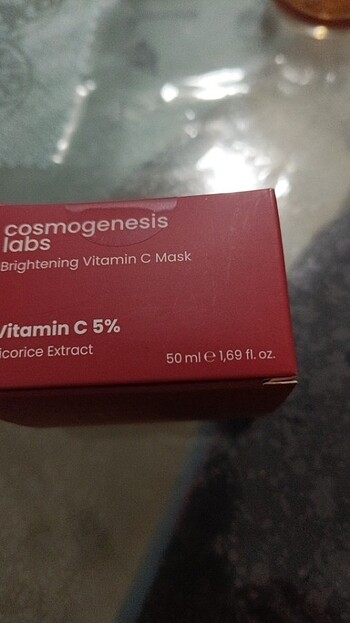 cosmogenesis
labs
Brightening Vitamin C Mask
Vitamin C 5%
icorice Extract
50 ml ℮ 1,69 fl. oz.